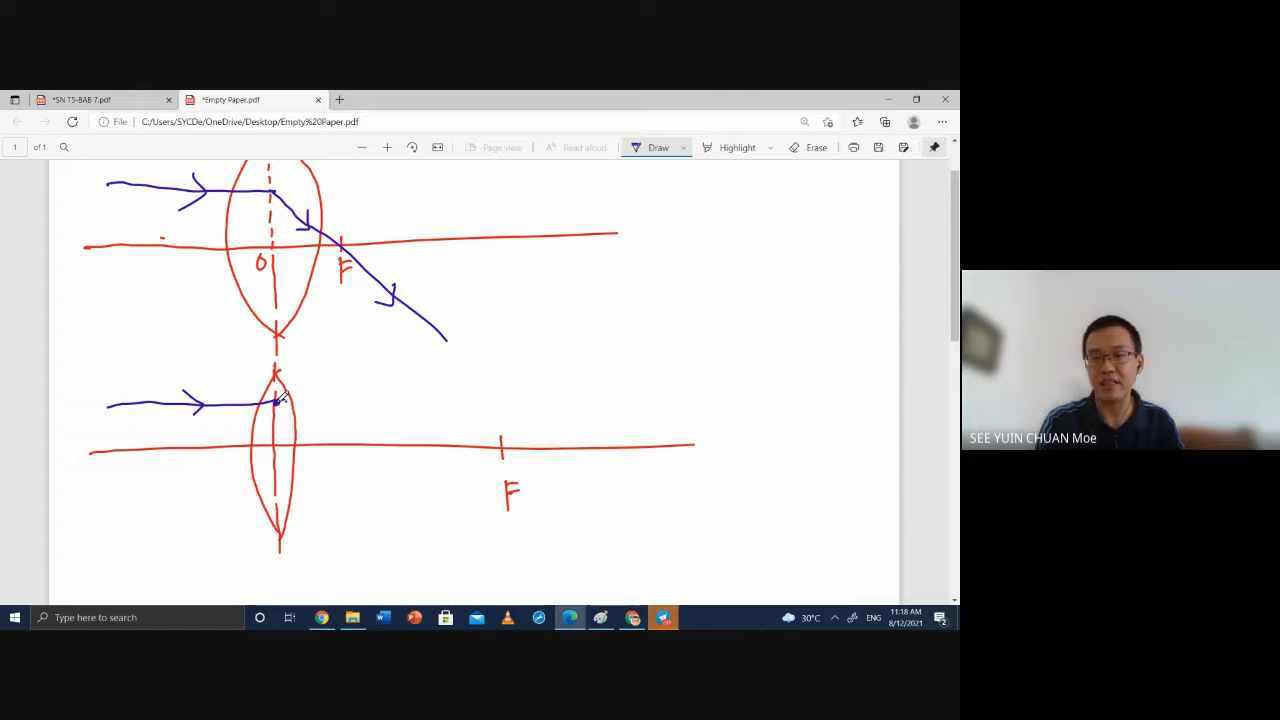 *SN T5-BAB 7.pdf
*Empty Paper.pdf
File
C:/Users/SYCDe/OneDrive/Desktop/Empty%20Paper.pdf
1 of 1
Page view
Read aloud
Draw
Highlight
Erase
O
F
F
SEE YUIN CHUAN Moe
Type here to search
30°C
ENG
11:18 AM
8/12/2021
2